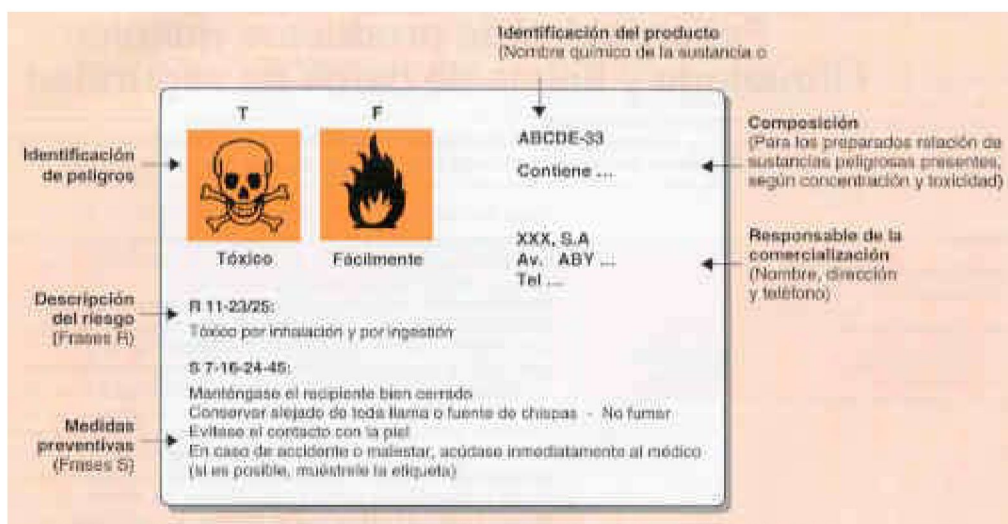 Identificación del producto
(Nombre químico de la sustancia o
T
F
Identificación
de peligros
Tóxico
Fácilmente
ABCDE-33
Contiene ...
Composición
(Para los preparados relación de
sustancias peligrosas presentes,
según concentración y toxicidad)
XXX, S.A
Av. ABY ...
Tel ...
Responsable de la
comercialización
(Nombre, dirección
y teléfono)
Descripción
del riesgo
(Frases R)
R 11-23/25:
Tóxico por inhalación y por ingestión
S 7-16-24-45:
Manténgase el recipiente bien cerrado
Conservar alejado de toda llama o fuente de chispas - No fumar
Evítase el contacto con la piel
En caso de accidente o malestar, acúdase inmediatamente al médico
(si es posible, muéstrele la etiqueta)
Medidas
preventivas
(Frases S)